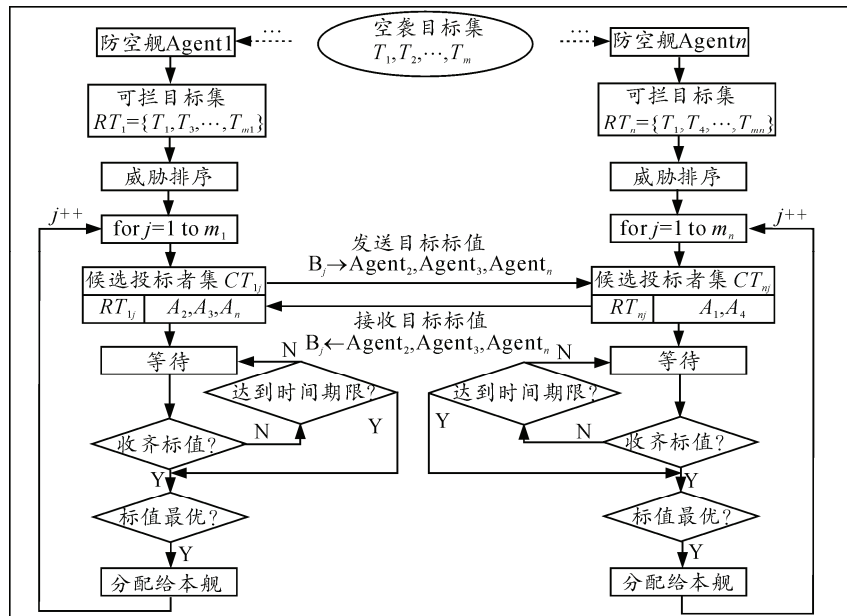 空袭目标集
T₁,T₂,⋯,Tₘ
⋯
⋯
防空舰Agent1
可拦目标集
RT₁={T₁,T₃,⋯,Tₘ₁}
威胁排序
j++
for j=1 to m₁
候选投标者集 CT₁ⱼ
RT₁ⱼ
A₂,A₃,Aₙ
等待
N
达到时间期限?
收齐标值?
N
Y
Y
标值最优?
Y
分配给本舰
发送目标标值
Bⱼ→Agent₂,Agent₃,Agentₙ
接收目标标值
Bⱼ←Agent₂,Agent₃,Agentₙ
防空舰Agentn
可拦目标集
RTₙ={T₁,T₄,⋯,Tₘₙ}
威胁排序
j++
for j=1 to mₙ
候选投标者集 CTₙⱼ
RTₙⱼ
A₁,A₄
等待
N
达到时间期限?
Y
N
收齐标值?
Y
标值最优?
Y
分配给本舰